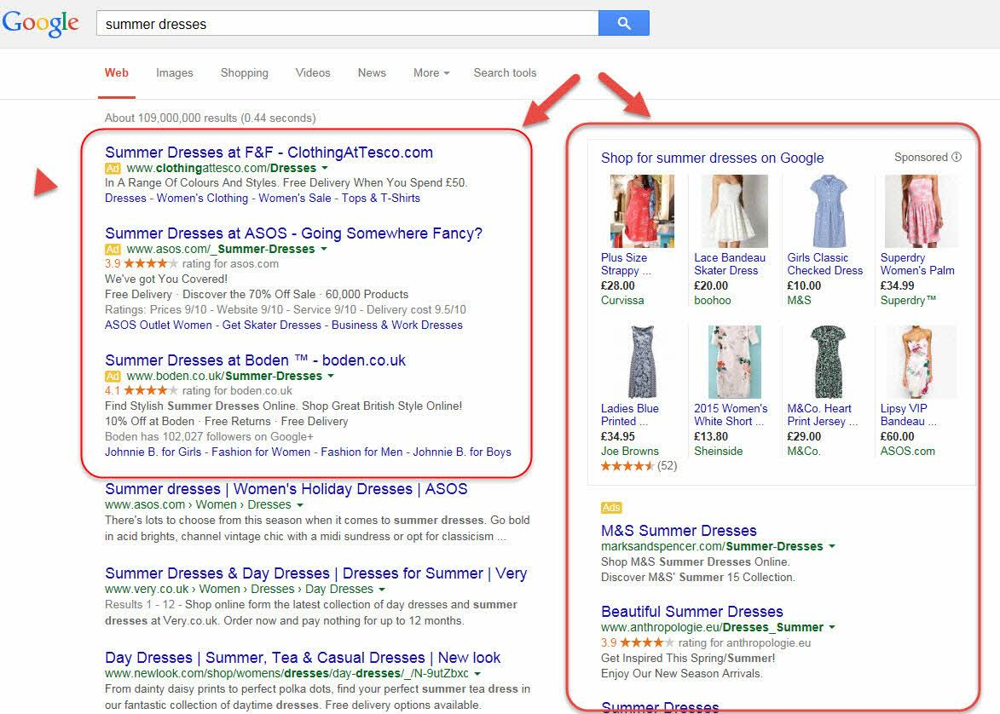 Google
summer dresses
Web Images Shopping Videos News More Search tools
About 109,000,000 results (0.44 seconds)
Summer Dresses at F&F - ClothingAtTesco.com
Ad www.clothingattesco.com/Dresses
In A Range Of Colours And Styles. Free Delivery When You Spend £50.
Dresses - Women's Clothing - Women's Sale - Tops & T-Shirts
Summer Dresses at ASOS - Going Somewhere Fancy?
Ad www.asos.com/_Summer-Dresses
3.9 ★★★★★ rating for asos.com
We've got You Covered!
Free Delivery · Discover the 70% Off Sale · 60,000 Products
Ratings: Prices 9/10 - Website 9/10 - Service 9/10 - Delivery cost 9.5/10
ASOS Outlet Women - Get Skater Dresses - Business & Work Dresses
Summer Dresses at Boden ™ - boden.co.uk
Ad www.boden.co.uk/Summer-Dresses
4.1 ★★★★★ rating for boden.co.uk
Find Stylish Summer Dresses Online. Shop Great British Style Online!
10% Off at Boden · Free Returns · Free Delivery
Boden has 102,027 followers on Google+
Johnnie B. for Girls - Fashion for Women - Fashion for Men - Johnnie B. for Boys
Summer dresses | Women's Holiday Dresses | ASOS
www.asos.com › Women › Dresses
There's lots to choose from this season when it comes to summer dresses. Go bold
in acid brights, channel vintage chic with a midi sundress or opt for classicism ...
Summer Dresses & Day Dresses | Dresses for Summer | Very
www.very.co.uk › Women › Dresses › Day Dresses
Results 1 - 12 - Shop online form the latest collection of day dresses and summer
dresses at Very.co.uk. Order now and pay nothing for up to 12 months.
Day Dresses | Summer, Tea & Casual Dresses | New look
www.newlook.com/shop/womens/dresses/day-dresses/_/N-9utZbxc
From dainty daisy prints to perfect polka dots, find your perfect summer tea dress in
our fantastic collection of daytime dresses. Free delivery options available.
Shop for summer dresses on Google Sponsored
Plus Size
Strappy ...
£28.00
Curvissa
Lace Bandeau
Skater Dress
£20.00
boohoo
Girls Classic
Checked Dress
£10.00
M&S
Superdry
Women's Palm
£34.99
Superdry™
Ladies Blue
Printed ...
£34.95
Joe Browns
★★★★★ (52)
2015 Women's
White Short ...
£13.80
Sheinside
M&Co. Heart
Print Jersey ...
£29.00
M&Co.
Lipsy VIP
Bandeau ...
£60.00
ASOS.com
Ads
M&S Summer Dresses
marksandspencer.com/Summer-Dresses
Shop M&S Summer Dresses Online.
Discover M&S' Summer 15 Collection.
Beautiful Summer Dresses
www.anthropologie.eu/Dresses_Summer
3.9 ★★★★★ rating for anthropologie.eu
Get Inspired This Spring/Summer!
Enjoy Our New Season Arrivals.
Summer Dresses